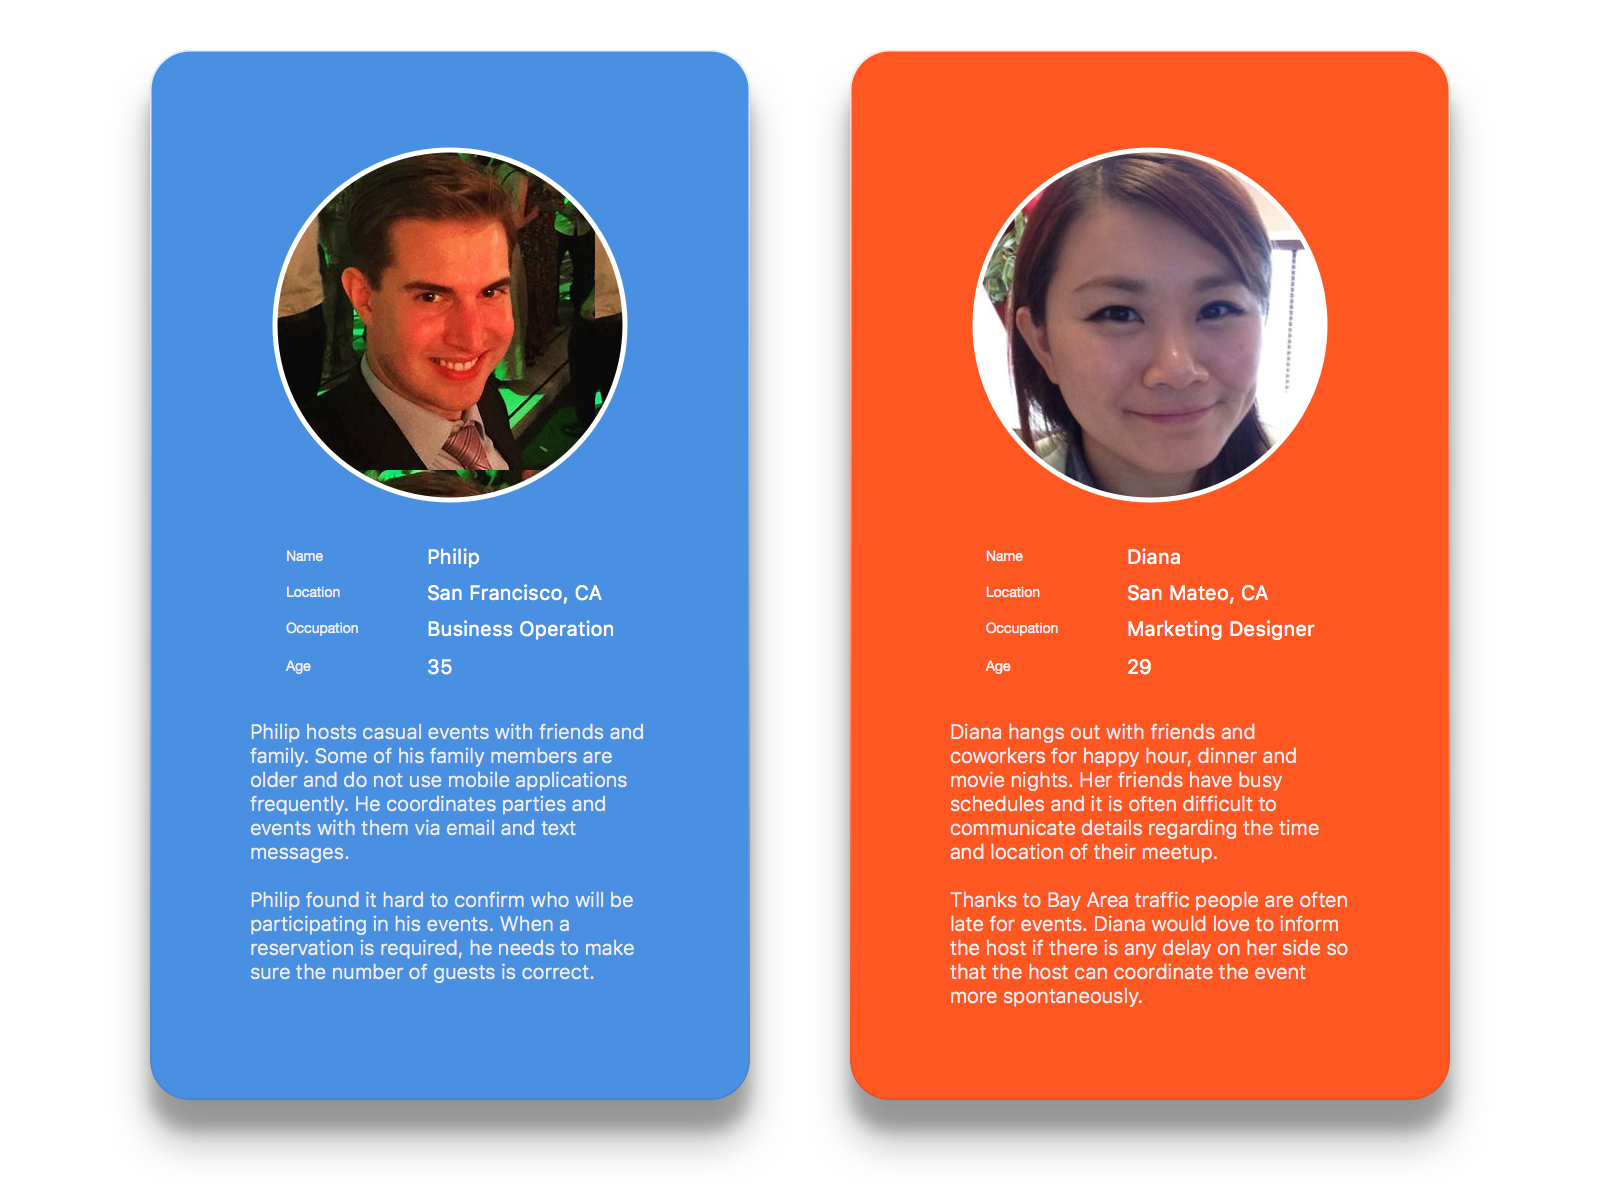 Name Philip
Location San Francisco, CA
Occupation Business Operation
Age 35
Philip hosts casual events with friends and
family. Some of his family members are
older and do not use mobile applications
frequently. He coordinates parties and
events with them via email and text
messages.
Philip found it hard to confirm who will be
participating in his events. When a
reservation is required, he needs to make
sure the number of guests is correct.
Name Diana
Location San Mateo, CA
Occupation Marketing Designer
Age 29
Diana hangs out with friends and
coworkers for happy hour, dinner and
movie nights. Her friends have busy
schedules and it is often difficult to
communicate details regarding the time
and location of their meetup.
Thanks to Bay Area traffic people are often
late for events. Diana would love to inform
the host if there is any delay on her side so
that the host can coordinate the event
more spontaneously.